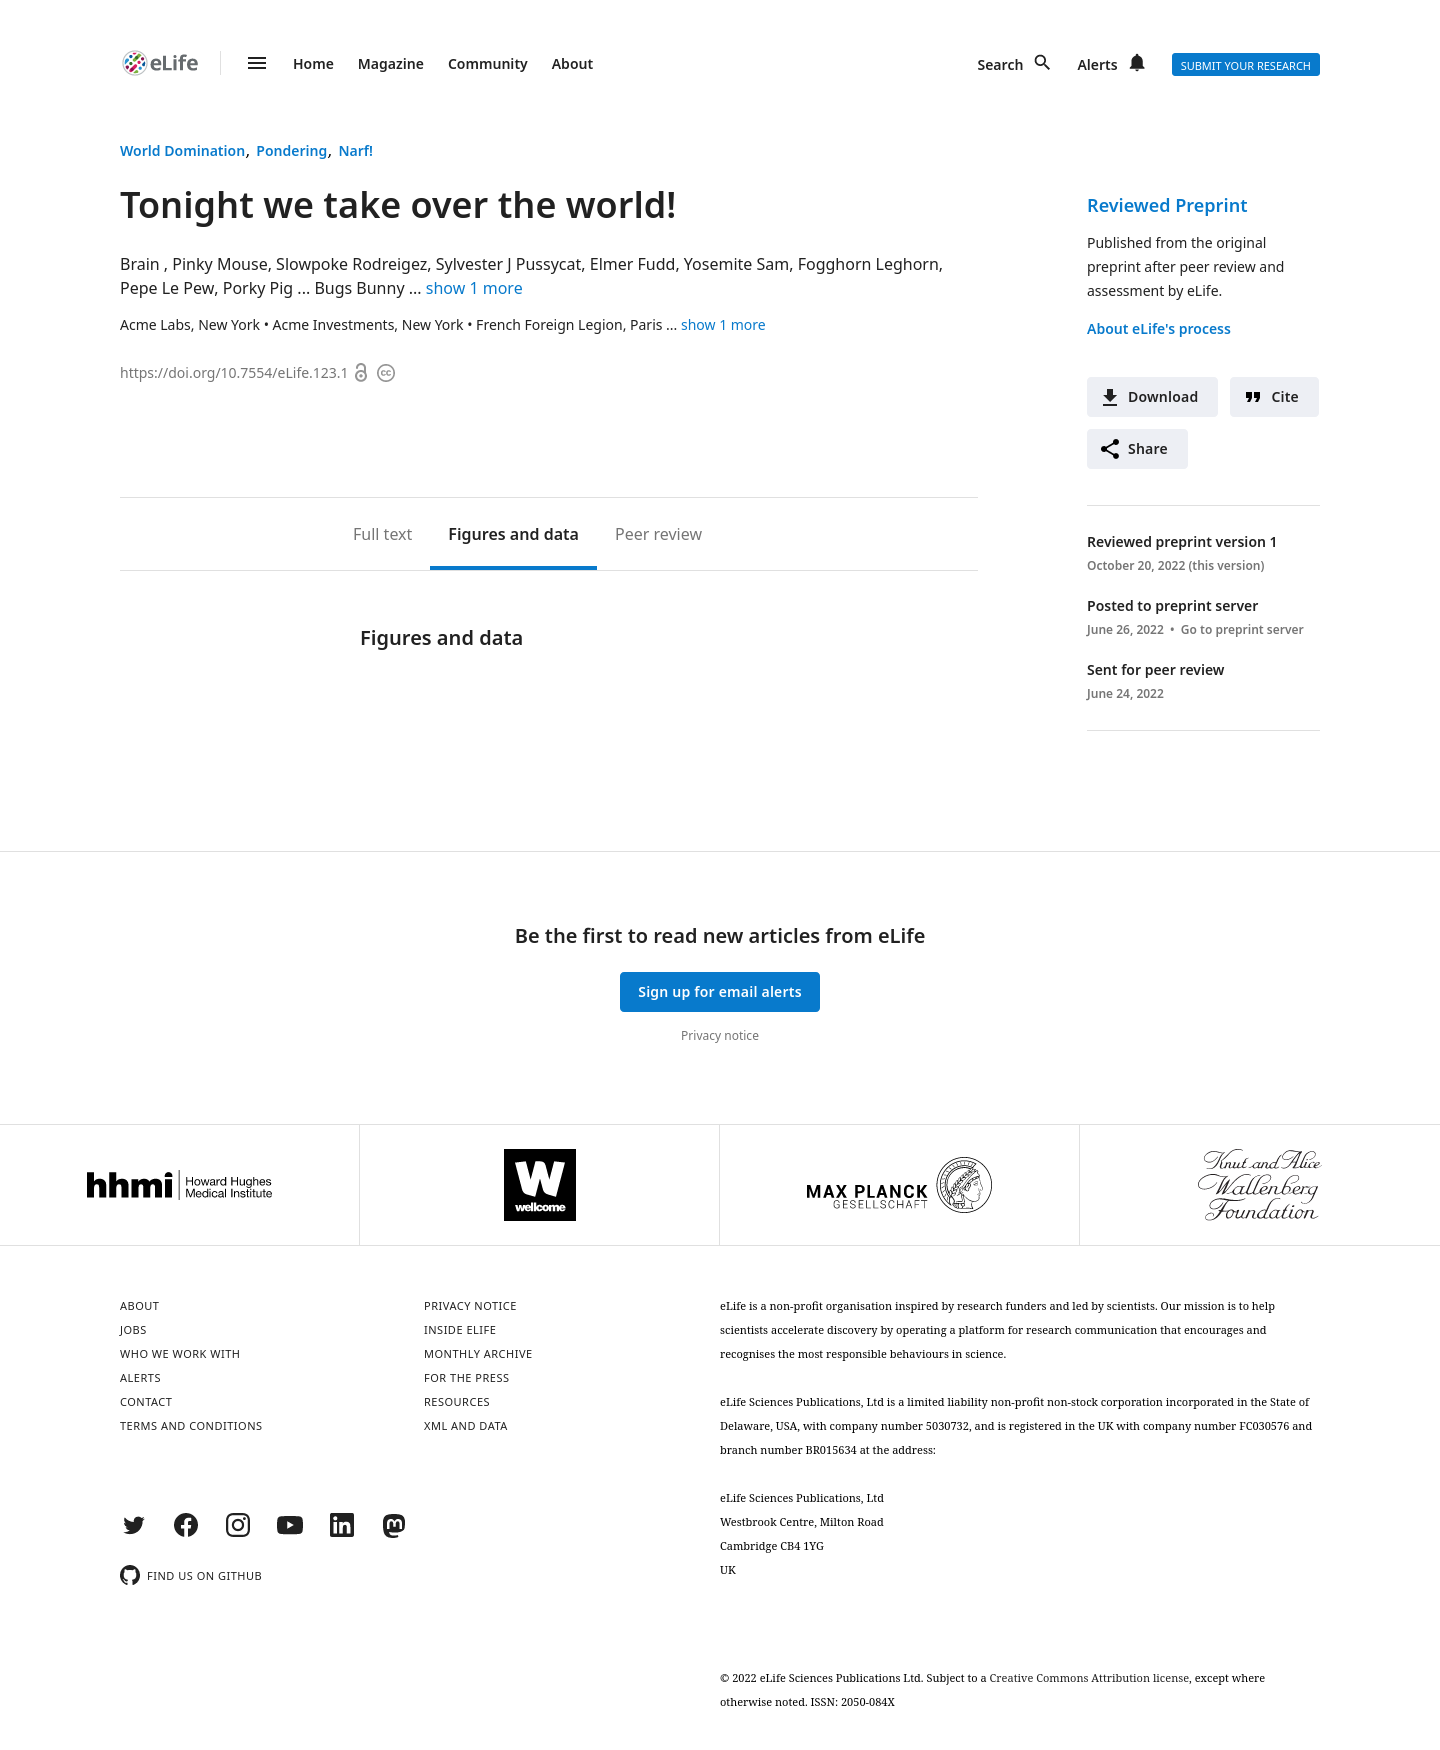 eLife
Home Magazine Community About
Search Alerts SUBMIT YOUR RESEARCH
World Domination, Pondering, Narf!
Tonight we take over the world!
Brain , Pinky Mouse, Slowpoke Rodreigez, Sylvester J Pussycat, Elmer Fudd, Yosemite Sam, Fogghorn Leghorn,
Pepe Le Pew, Porky Pig ... Bugs Bunny ... show 1 more
Acme Labs, New York • Acme Investments, New York • French Foreign Legion, Paris ... show 1 more
https://doi.org/10.7554/eLife.123.1
cc
Reviewed Preprint
Published from the original
preprint after peer review and
assessment by eLife.
About eLife's process
Download Cite
Share
Full text Figures and data Peer review
Figures and data
Reviewed preprint version 1
October 20, 2022 (this version)
Posted to preprint server
June 26, 2022 • Go to preprint server
Sent for peer review
June 24, 2022
Be the first to read new articles from eLife
Sign up for email alerts
Privacy notice
hhmi Howard Hughes
Medical Institute
W
wellcome
MAX PLANCK
GESELLSCHAFT
Knut and Alice
Wallenberg
Foundation
ABOUT
JOBS
WHO WE WORK WITH
ALERTS
CONTACT
TERMS AND CONDITIONS
PRIVACY NOTICE
INSIDE ELIFE
MONTHLY ARCHIVE
FOR THE PRESS
RESOURCES
XML AND DATA
FIND US ON GITHUB
eLife is a non-profit organisation inspired by research funders and led by scientists. Our mission is to help
scientists accelerate discovery by operating a platform for research communication that encourages and
recognises the most responsible behaviours in science.
eLife Sciences Publications, Ltd is a limited liability non-profit non-stock corporation incorporated in the State of
Delaware, USA, with company number 5030732, and is registered in the UK with company number FC030576 and
branch number BR015634 at the address:
eLife Sciences Publications, Ltd
Westbrook Centre, Milton Road
Cambridge CB4 1YG
UK
© 2022 eLife Sciences Publications Ltd. Subject to a Creative Commons Attribution license, except where
otherwise noted. ISSN: 2050-084X